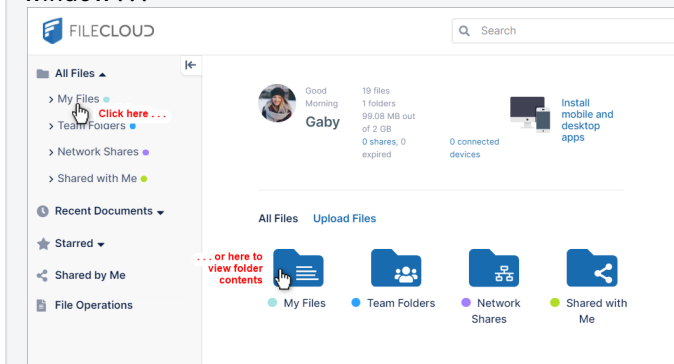 FILECLOUD
Search
All Files
My Files
Click here . . .
Team Folders
Network Shares
Shared with Me
Recent Documents
Starred
Shared by Me
File Operations
Good
Morning
Gaby
19 files
1 folders
99.08 MB out
of 2 GB
0 shares, 0
expired
0 connected
devices
Install
mobile and
desktop
apps
All Files Upload Files
. . . or here to
view folder
contents
My Files
Team Folders
Network
Shares
Shared with
Me